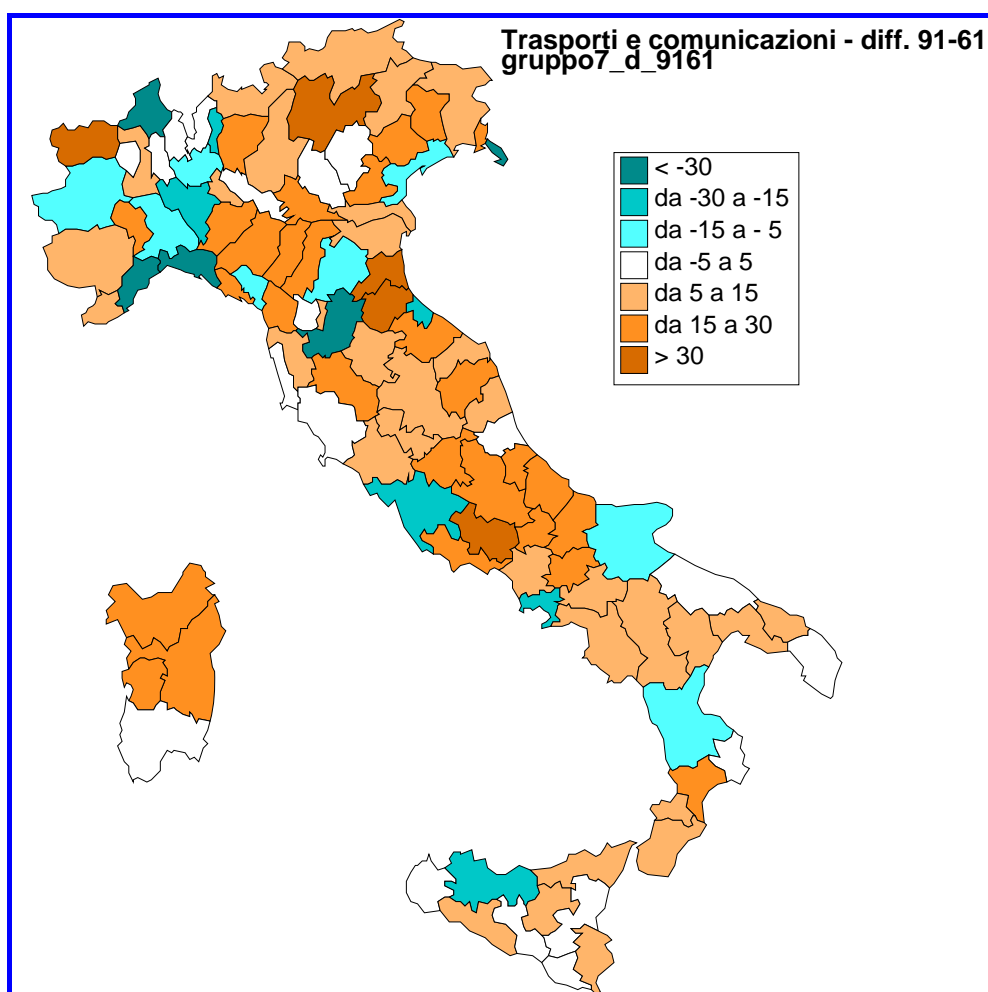 Trasporti e comunicazioni - diff. 91-61
gruppo7_d_9161
< -30
da -30 a -15
da -15 a - 5
da -5 a 5
da 5 a 15
da 15 a 30
> 30